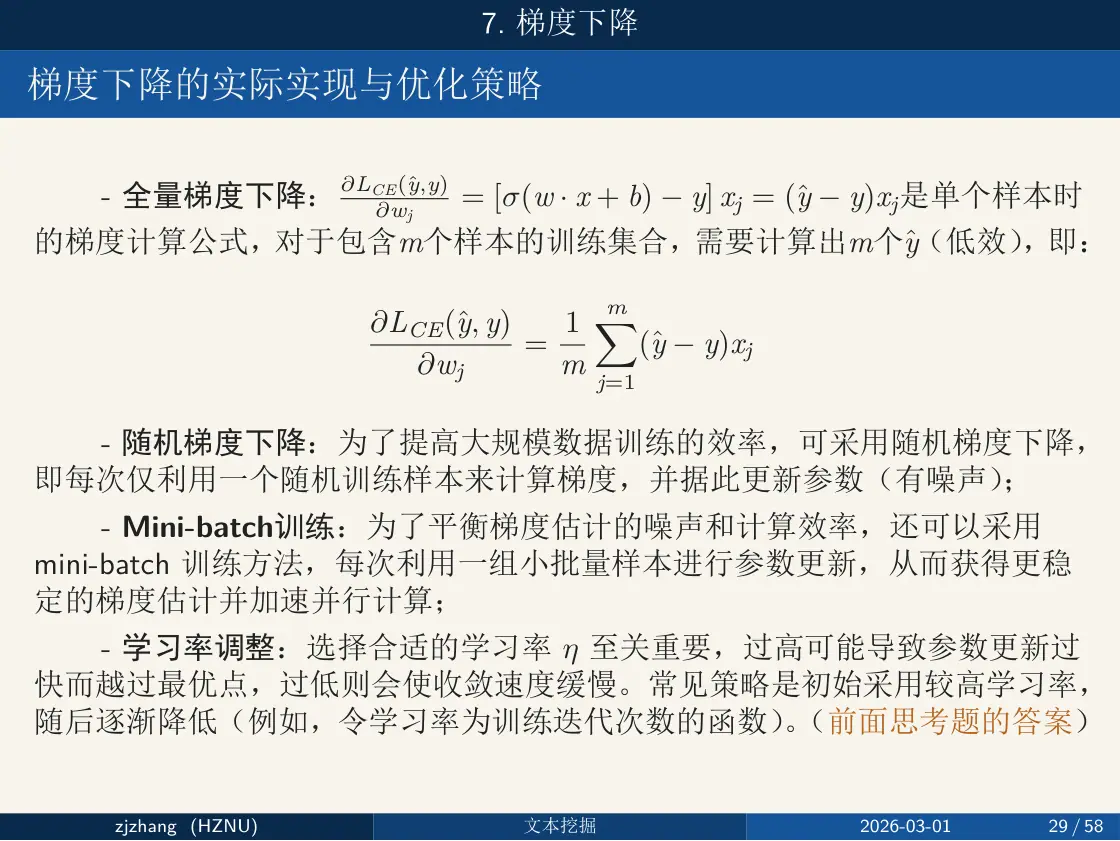 7. 梯度下降
梯度下降的实际实现与优化策略
- 全量梯度下降：∂L_CE(ŷ,y)/∂w_j = [σ(w · x + b) − y] x_j = (ŷ − y)x_j是单个样本时
的梯度计算公式，对于包含m个样本的训练集合，需要计算出m个ŷ（低效），即：
∂L_CE(ŷ, y)/∂w_j = 1/m ∑_{j=1}^{m} (ŷ − y)x_j
- 随机梯度下降：为了提高大规模数据训练的效率，可采用随机梯度下降，
即每次仅利用一个随机训练样本来计算梯度，并据此更新参数（有噪声）；
- Mini-batch训练：为了平衡梯度估计的噪声和计算效率，还可以采用
mini-batch 训练方法，每次利用一组小批量样本进行参数更新，从而获得更稳
定的梯度估计并加速并行计算；
- 学习率调整：选择合适的学习率 η 至关重要，过高可能导致参数更新过
快而越过最优点，过低则会使收敛速度缓慢。常见策略是初始采用较高学习率，
随后逐渐降低（例如，令学习率为训练迭代次数的函数）。（前面思考题的答案）
zjzhang (HZNU) 文本挖掘 2026-03-01 29 / 58